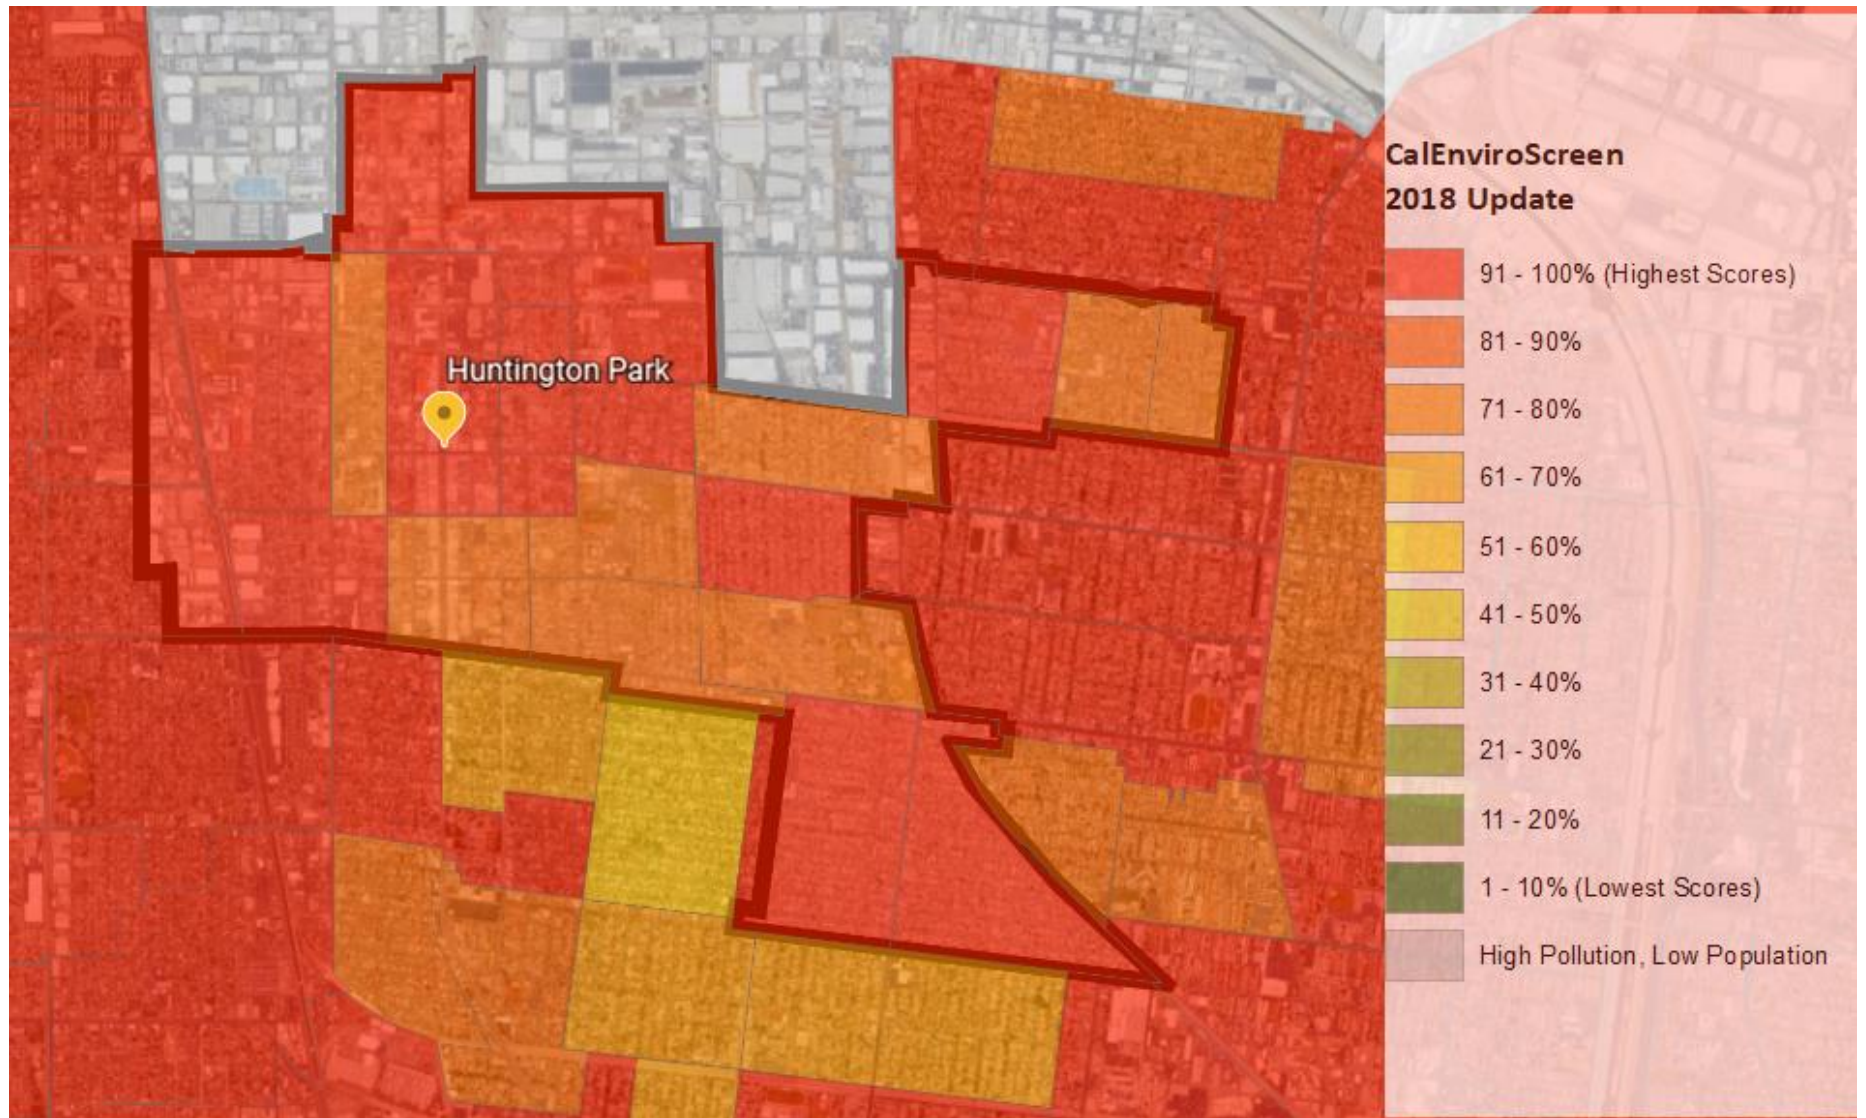 Huntington Park
CalEnviroScreen
2018 Update
91 - 100% (Highest Scores)
81 - 90%
71 - 80%
61 - 70%
51 - 60%
41 - 50%
31 - 40%
21 - 30%
11 - 20%
1 - 10% (Lowest Scores)
High Pollution, Low Population